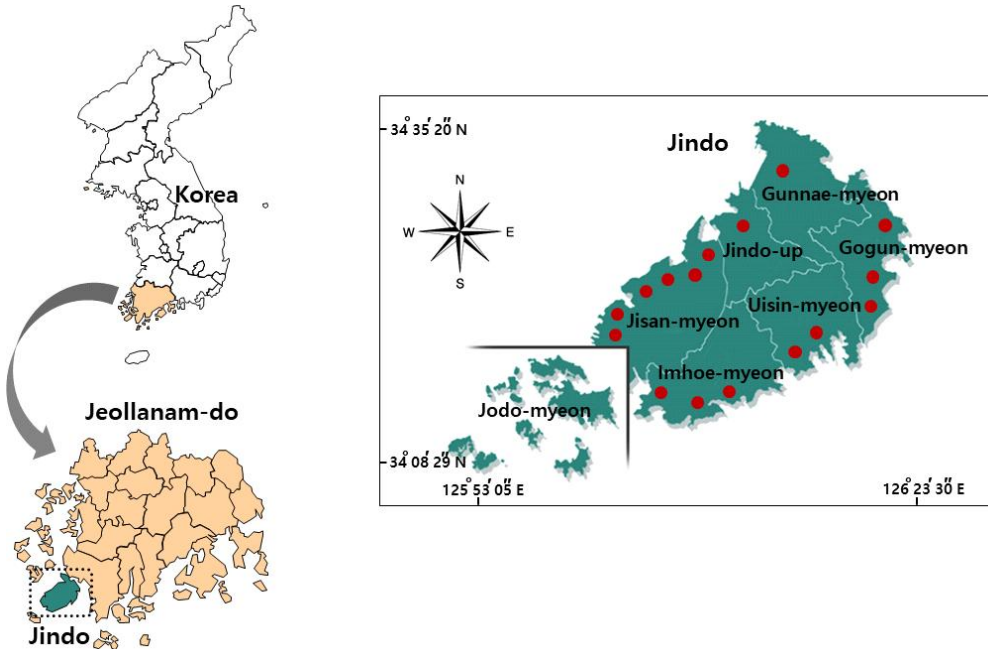 Korea
Jeollanam-do
Jindo
34° 35′ 20″ N
Jindo
N
W
E
S
Gunnae-myeon
Jindo-up
Gogun-myeon
Jisan-myeon
Uisin-myeon
Imhoe-myeon
Jodo-myeon
34° 08′ 29″ N
125° 53′ 05″ E
126° 23′ 30″ E